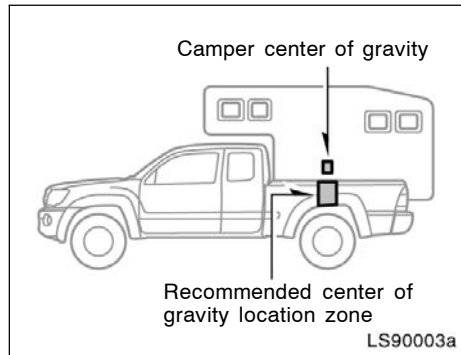 Camper center of gravity
Recommended center of
gravity location zone
LS90003a